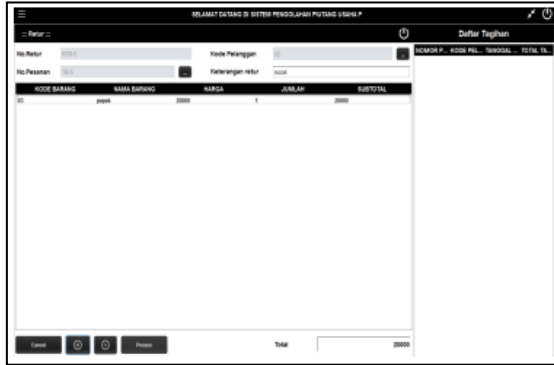 SELAMAT DATANG DI SISTEM PENGOLAHAN PIUTANG USAHA P
:: Retur ::
Daftar Tagihan
No.Retur
Kode Pelanggan
...
NOMOR P... KODE PEL... TANGGAL ... TOTAL TA...
No.Pesanan
...
Keterangan retur
rusak
KODE BARANG NAMA BARANG HARGA JUMLAH SUBTOTAL
popok 20000 1 20000
Cancel
Proses
Total
20000